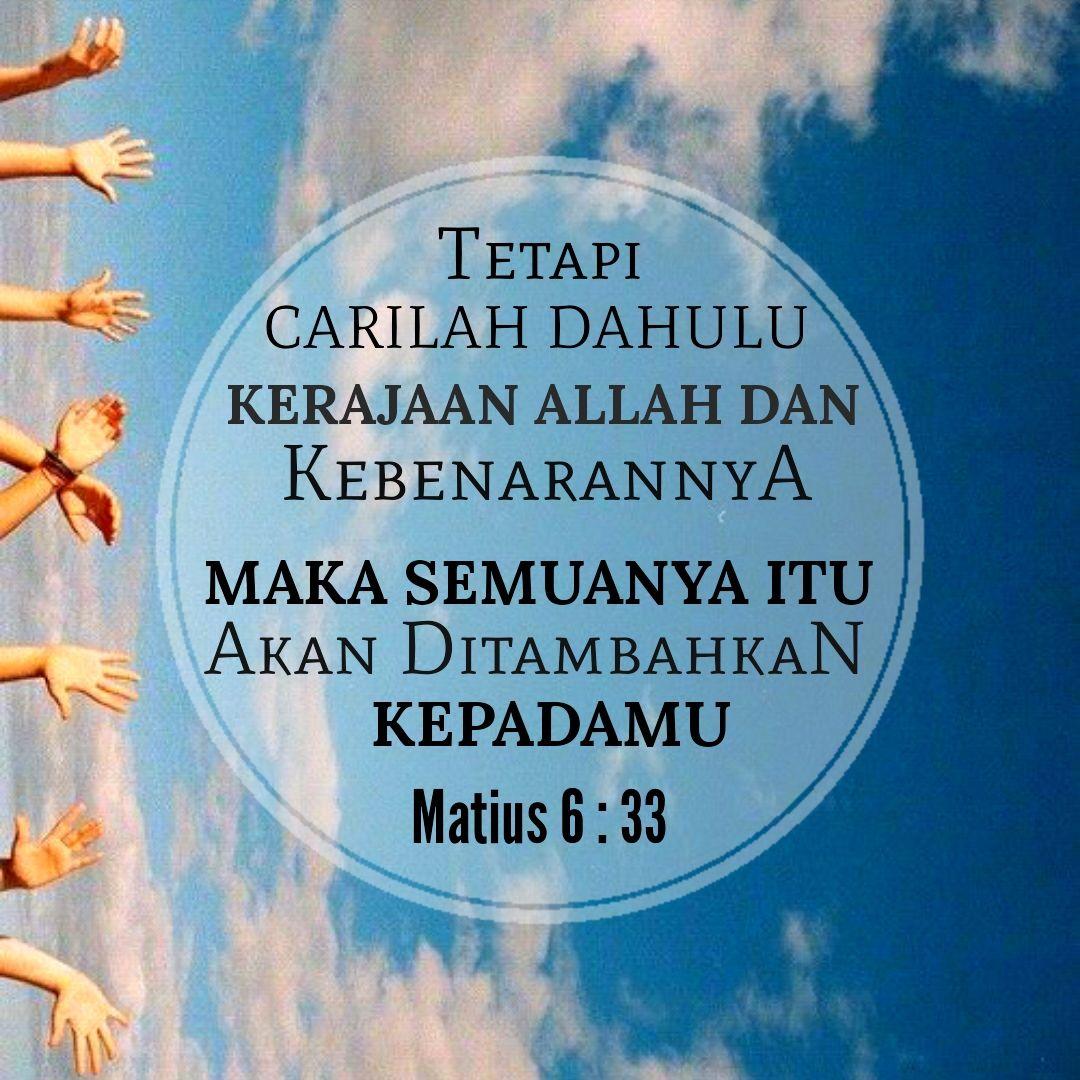 Tetapi
CARILAH DAHULU
KERAJAAN ALLAH DAN
KebenarannyA
MAKA SEMUANYA ITU
Akan DitambahkaN
KEPADAMU
Matius 6 : 33